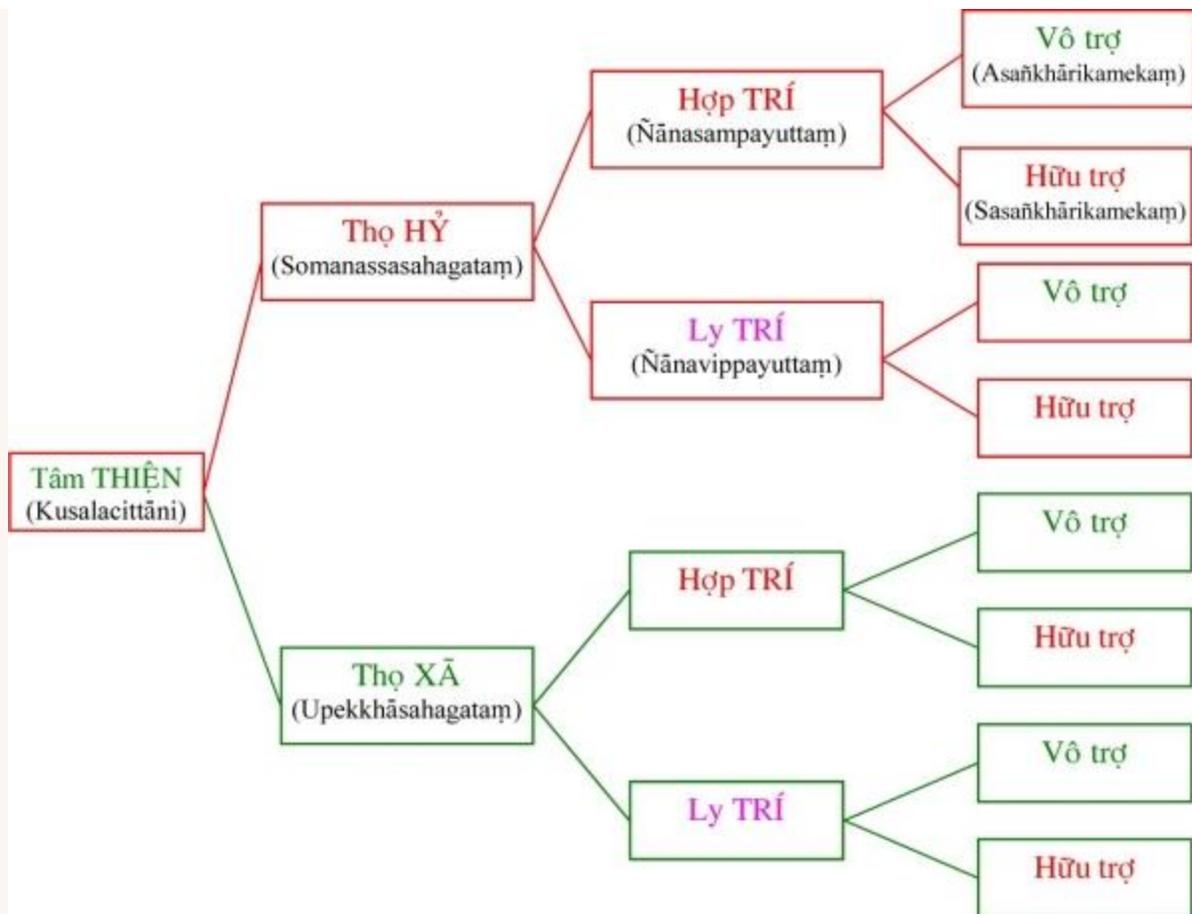 Vô trợ
(Asañkhārikamekaṃ)
Hợp TRÍ
(Ñānasampayuttaṃ)
Hữu trợ
(Sasañkhārikamekaṃ)
Thọ HỶ
(Somanassasahagataṃ)
Vô trợ
Ly TRÍ
(Ñānavippayuttaṃ)
Hữu trợ
Tâm THIỆN
(Kusalacittāni)
Vô trợ
Hợp TRÍ
Hữu trợ
Thọ XÃ
(Upekkhāsahagataṃ)
Vô trợ
Ly TRÍ
Hữu trợ